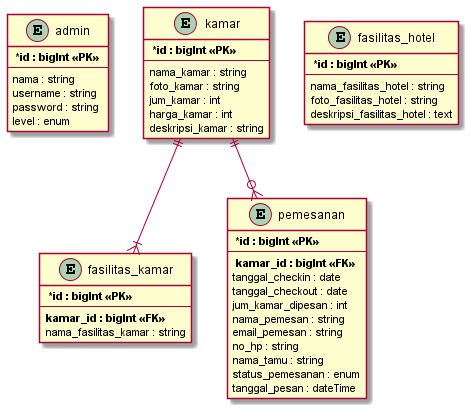 E admin
*id : bigInt «PK»
nama : string
username : string
password : string
level : enum
E kamar
*id : bigInt «PK»
nama_kamar : string
foto_kamar : string
jum_kamar : int
harga_kamar : int
deskripsi_kamar : string
E fasilitas_hotel
*id : bigInt «PK»
nama_fasilitas_hotel : string
foto_fasilitas_hotel : string
deskripsi_fasilitas_hotel : text
E fasilitas_kamar
*id : bigInt «PK»
kamar_id : bigInt «FK»
nama_fasilitas_kamar : string
E pemesanan
*id : bigInt «PK»
kamar_id : bigInt «FK»
tanggal_checkin : date
tanggal_checkout : date
jum_kamar_dipesan : int
nama_pemesan : string
email_pemesan : string
no_hp : string
nama_tamu : string
status_pemesanan : enum
tanggal_pesan : dateTime